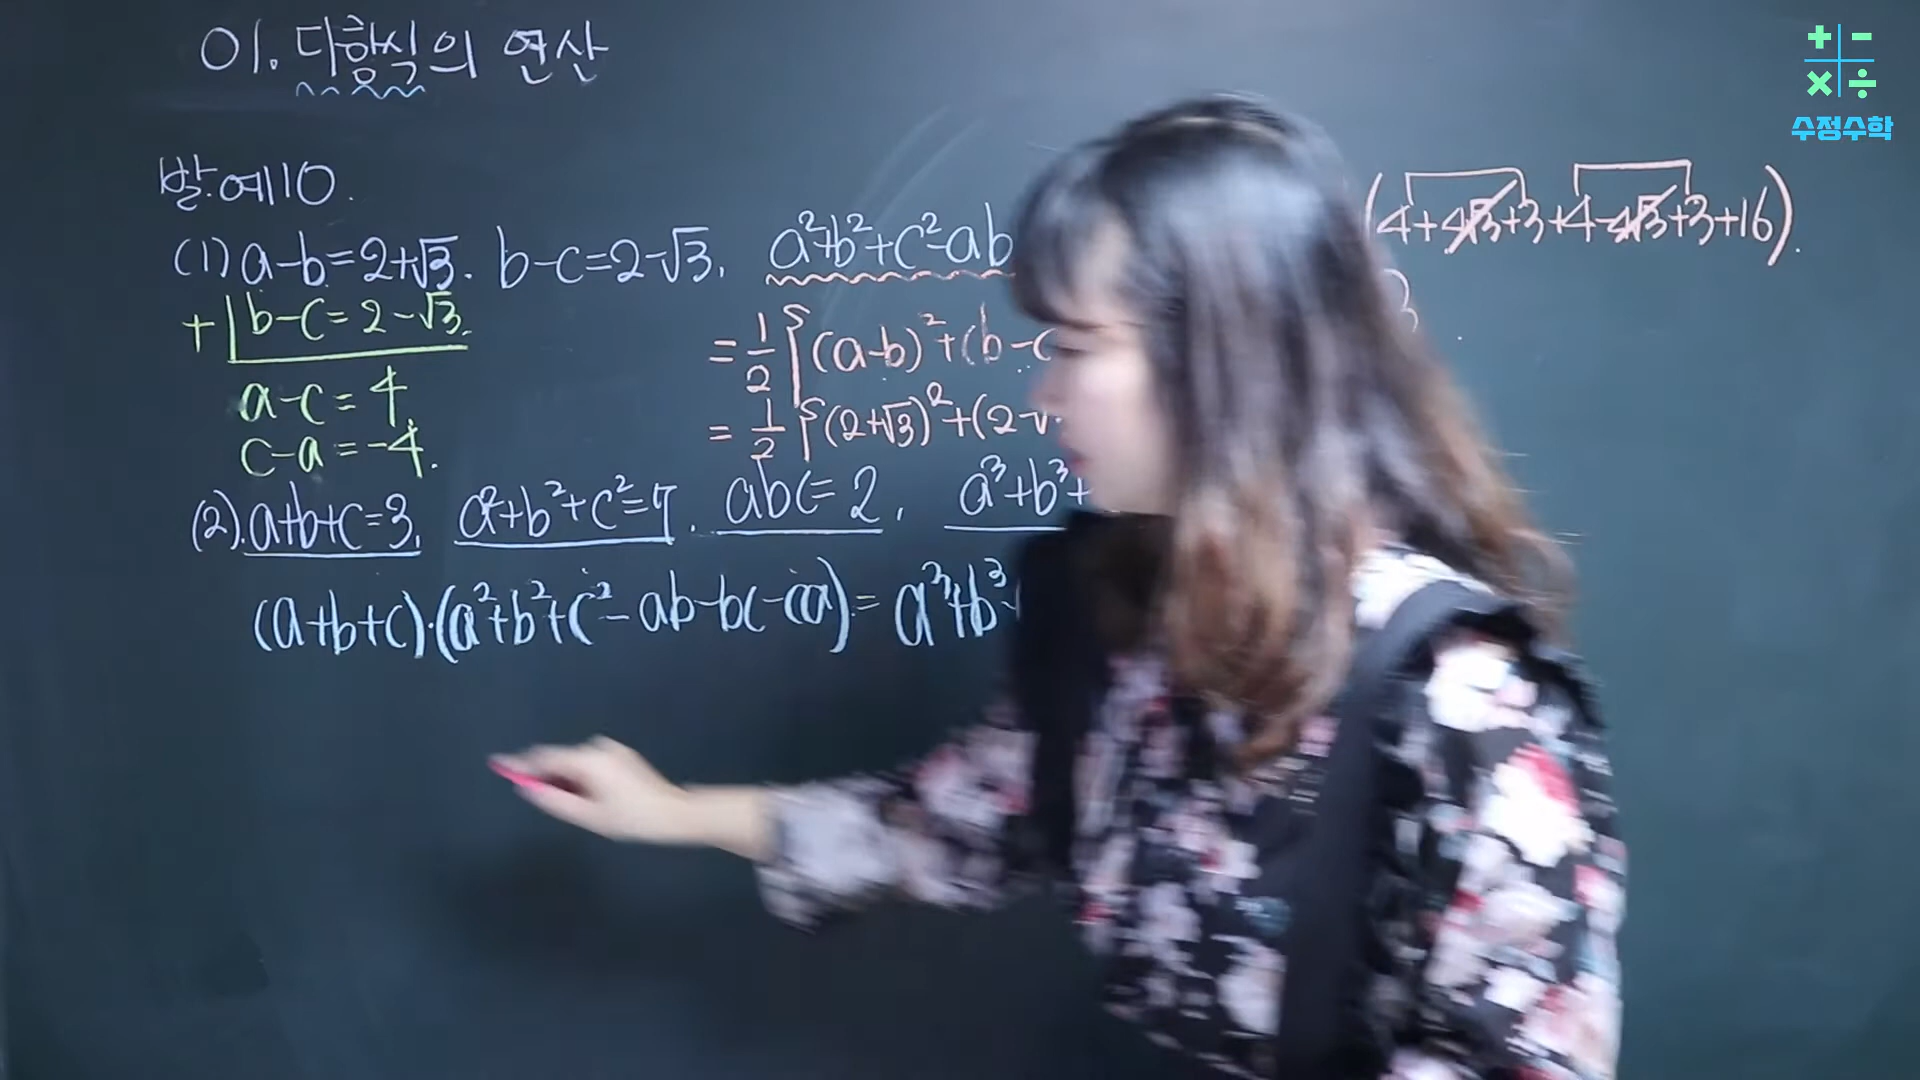 01. 다항식의 연산
수정수학
발.예10.
(1) a-b=2+√3. b-c=2-√3. a²+b²+c²-ab
(4+4√3+3+4-4√3+3+16).
+ b-c=2-√3.
= 1/2 { (a-b)²+(b-c
3
a-c=4.
= 1/2 { (2+√3)²+(2-√
c-a=-4.
(2). a+b+c=3. a²+b²+c²=7. abc=2. a³+b³+
(a+b+c)·(a²+b²+c²-ab-bc-ca)= a³+b³